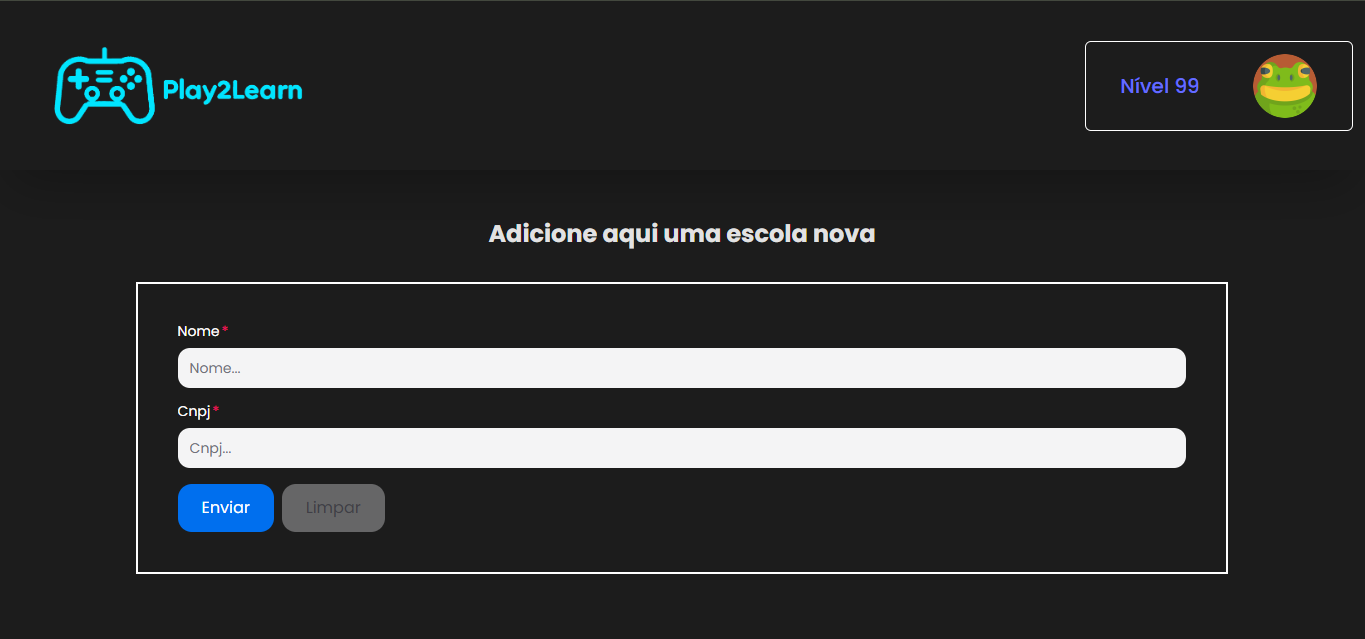 Play2Learn
Nível 99
Adicione aqui uma escola nova
Nome*
Nome...
Cnpj*
Cnpj...
Enviar
Limpar